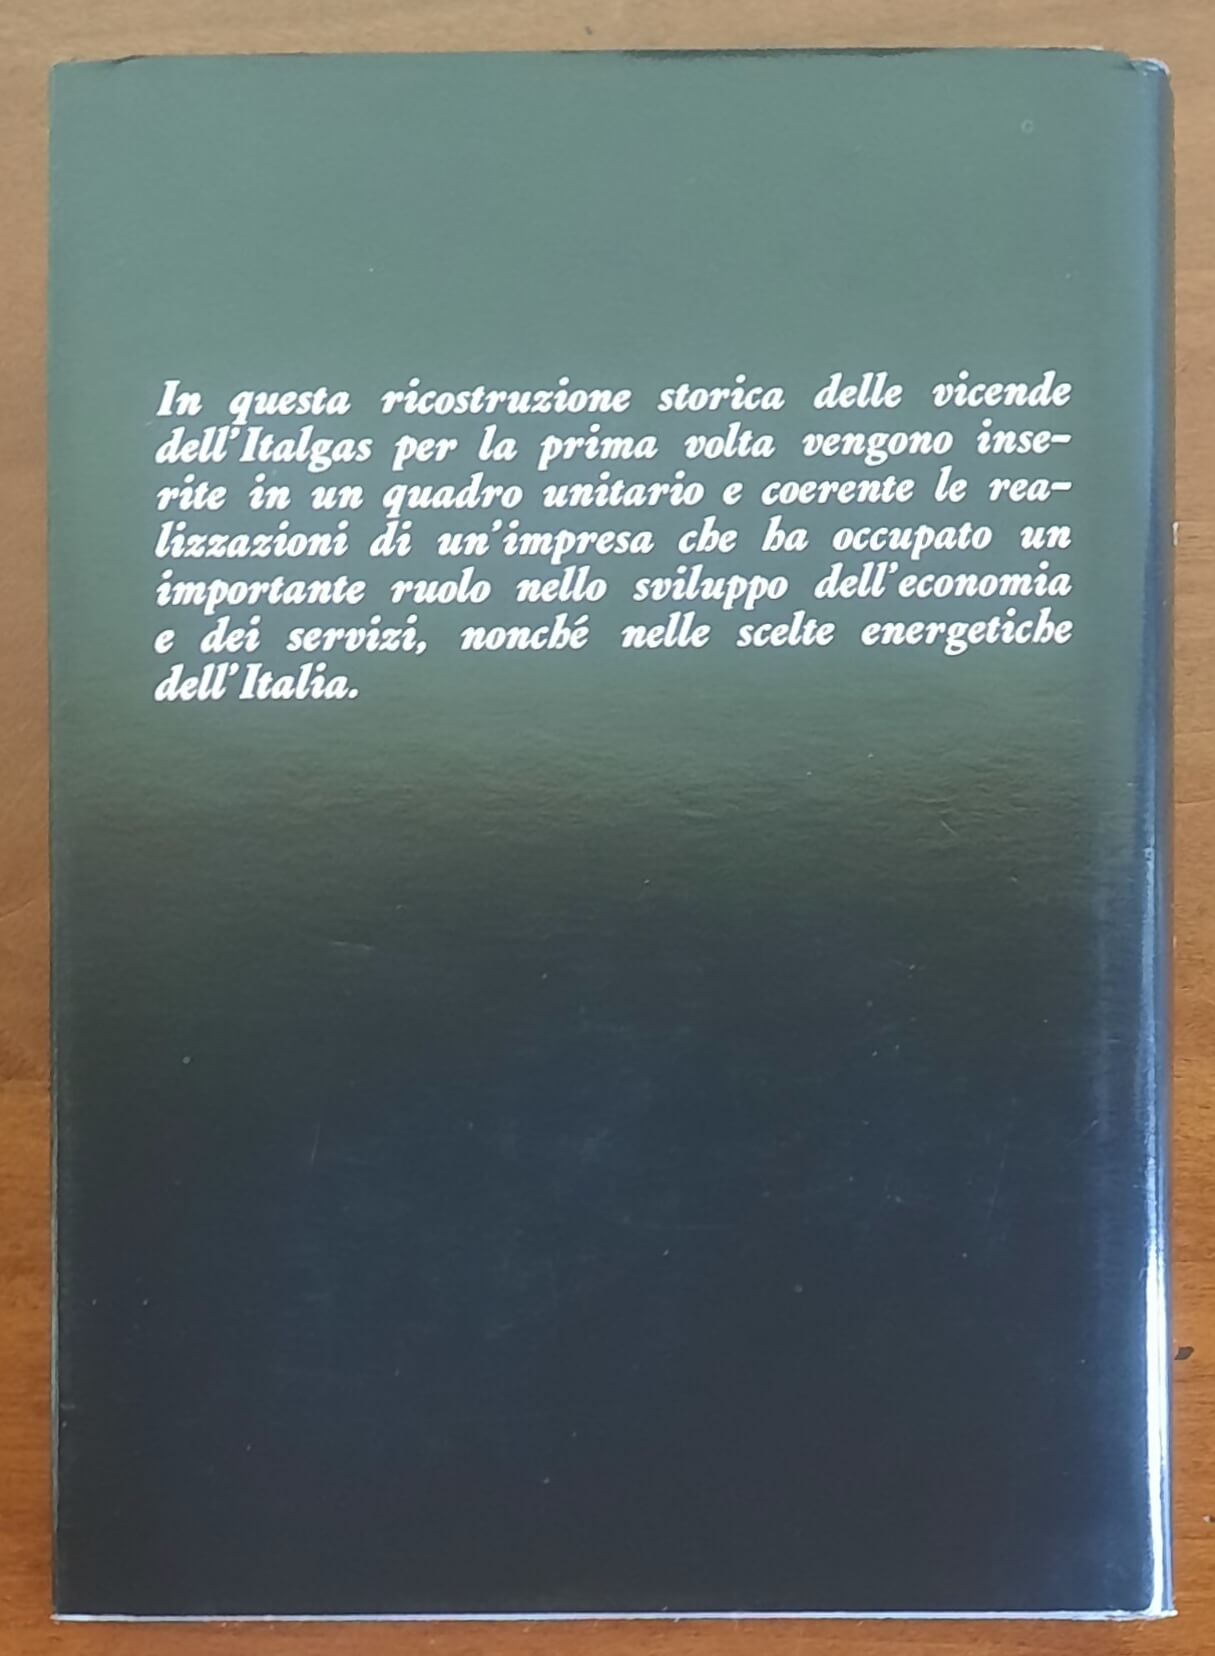 In questa ricostruzione storica delle vicende
dell'Italgas per la prima volta vengono inse-
rite in un quadro unitario e coerente le rea-
lizzazioni di un'impresa che ha occupato un
importante ruolo nello sviluppo dell'economia
e dei servizi, nonché nelle scelte energetiche
dell'Italia.